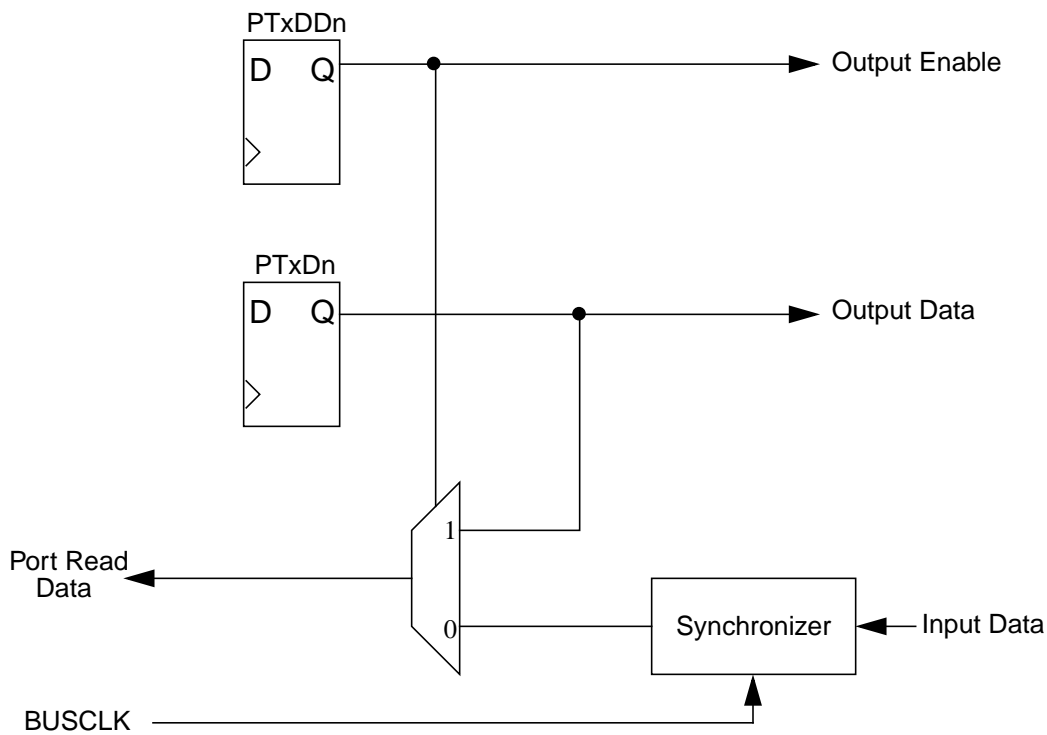 PTxDDn
D Q
Output Enable
PTxDn
D Q
Output Data
1
Port Read
Data
0
Synchronizer
Input Data
BUSCLK